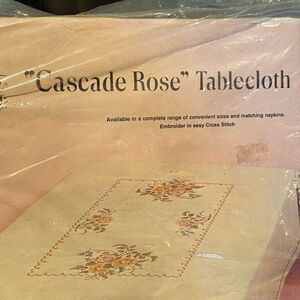 "Cascade Rose" Tablecloth
Available in a complete range of convenient sizes and matching napkins.
Embroider in easy Cross Stitch